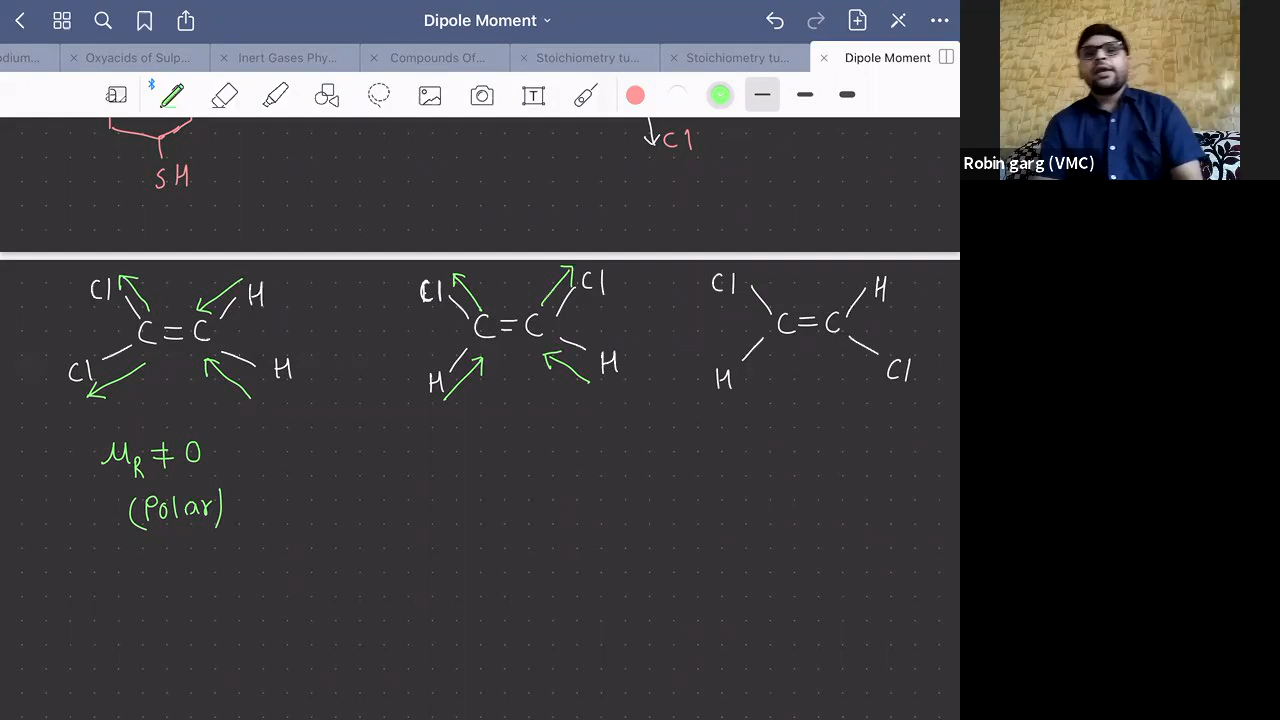 Dipole Moment
odium...
Oxyacids of Sulp...
Inert Gases Phy...
Compounds Of...
Stoichiometry tu...
Stoichiometry tu...
Dipole Moment
T
SH
Cl
Robin garg (VMC)
Cl H
C=C
Cl H
Cl Cl
C=C
H H
Cl H
C=C
H Cl
μR ≠ 0
(Polar)